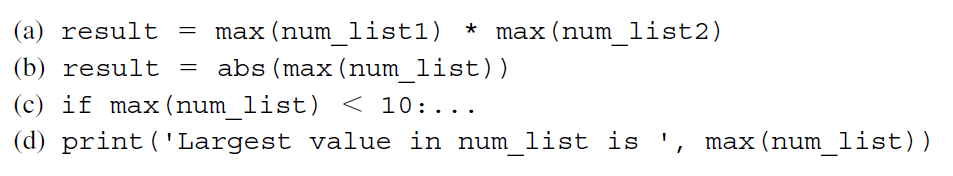 (a) result = max(num_list1) * max(num_list2)
(b) result = abs(max(num_list))
(c) if max(num_list) < 10:...
(d) print('Largest value in num_list is ', max(num_list))